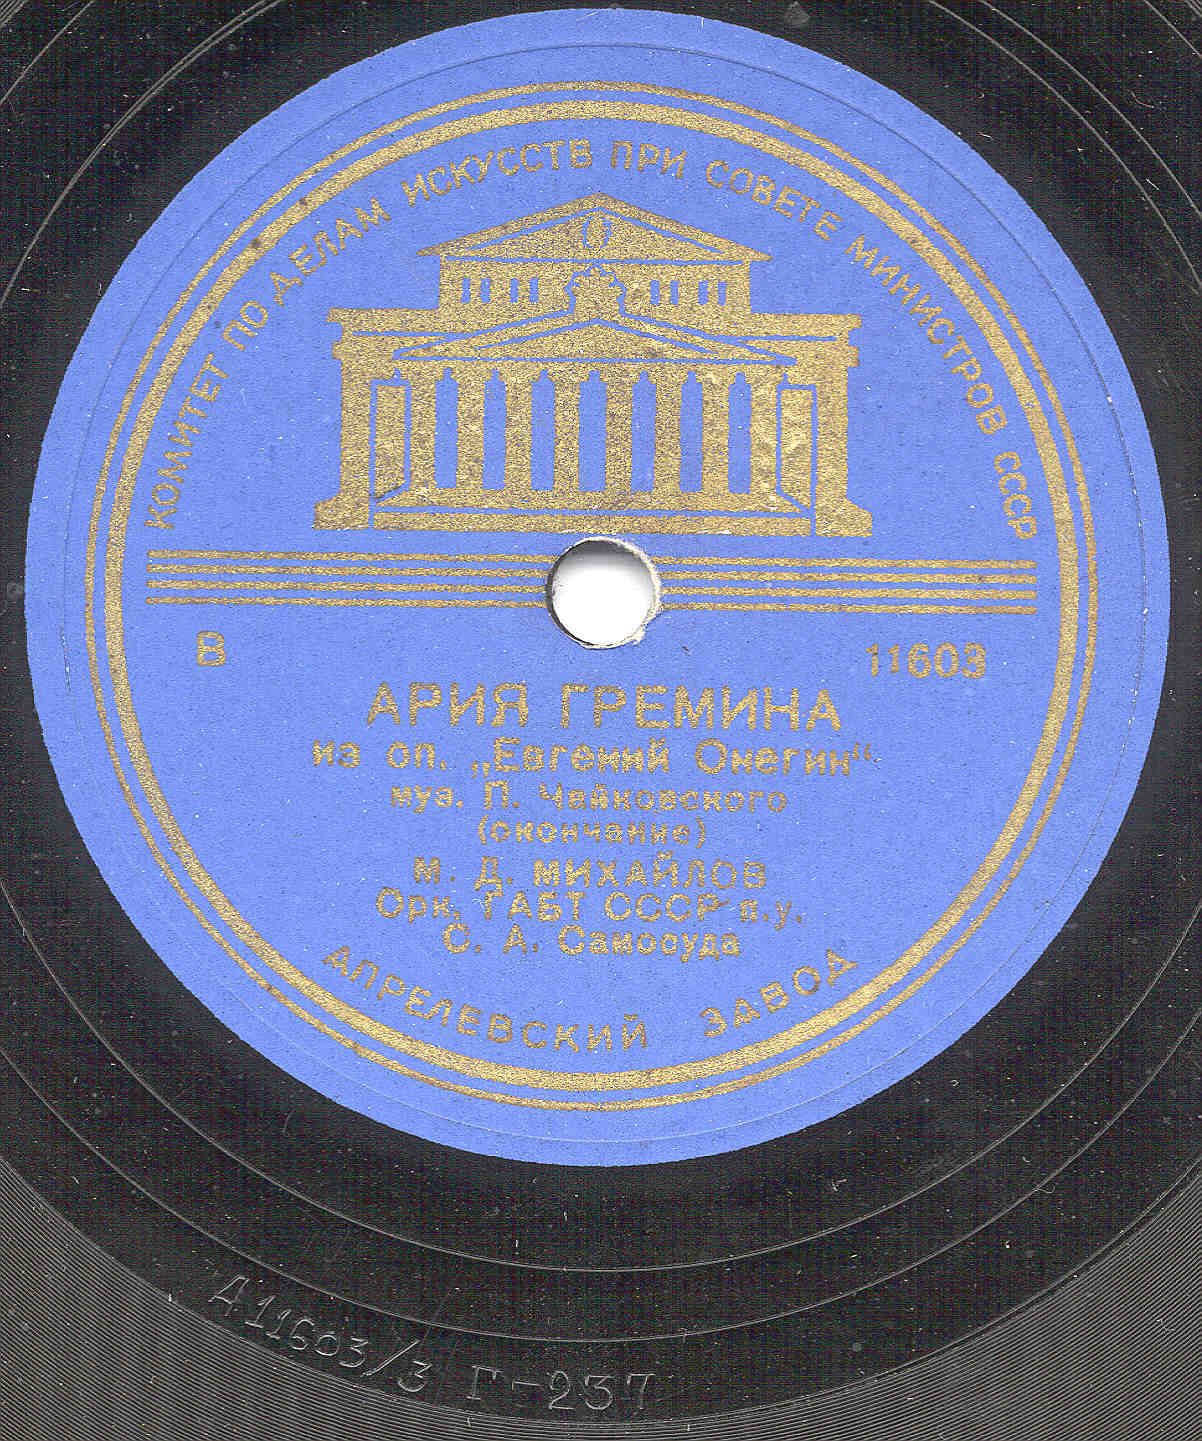 КОМИТЕТ ПО ДЕЛАМ ИСКУССТВ ПРИ СОВЕТЕ МИНИСТРОВ СССР
В 11603
АРИЯ ГРЕМИНА
из оп. „Евгений Онегин“
муз. П. Чайковского
(окончание)
М. Д. МИХАЙЛОВ
Орк. ГАБТ СССР п.у.
С. А. Самосуда
АПРЕЛЕВСКИЙ ЗАВОД
Д 11603/3 Г-237